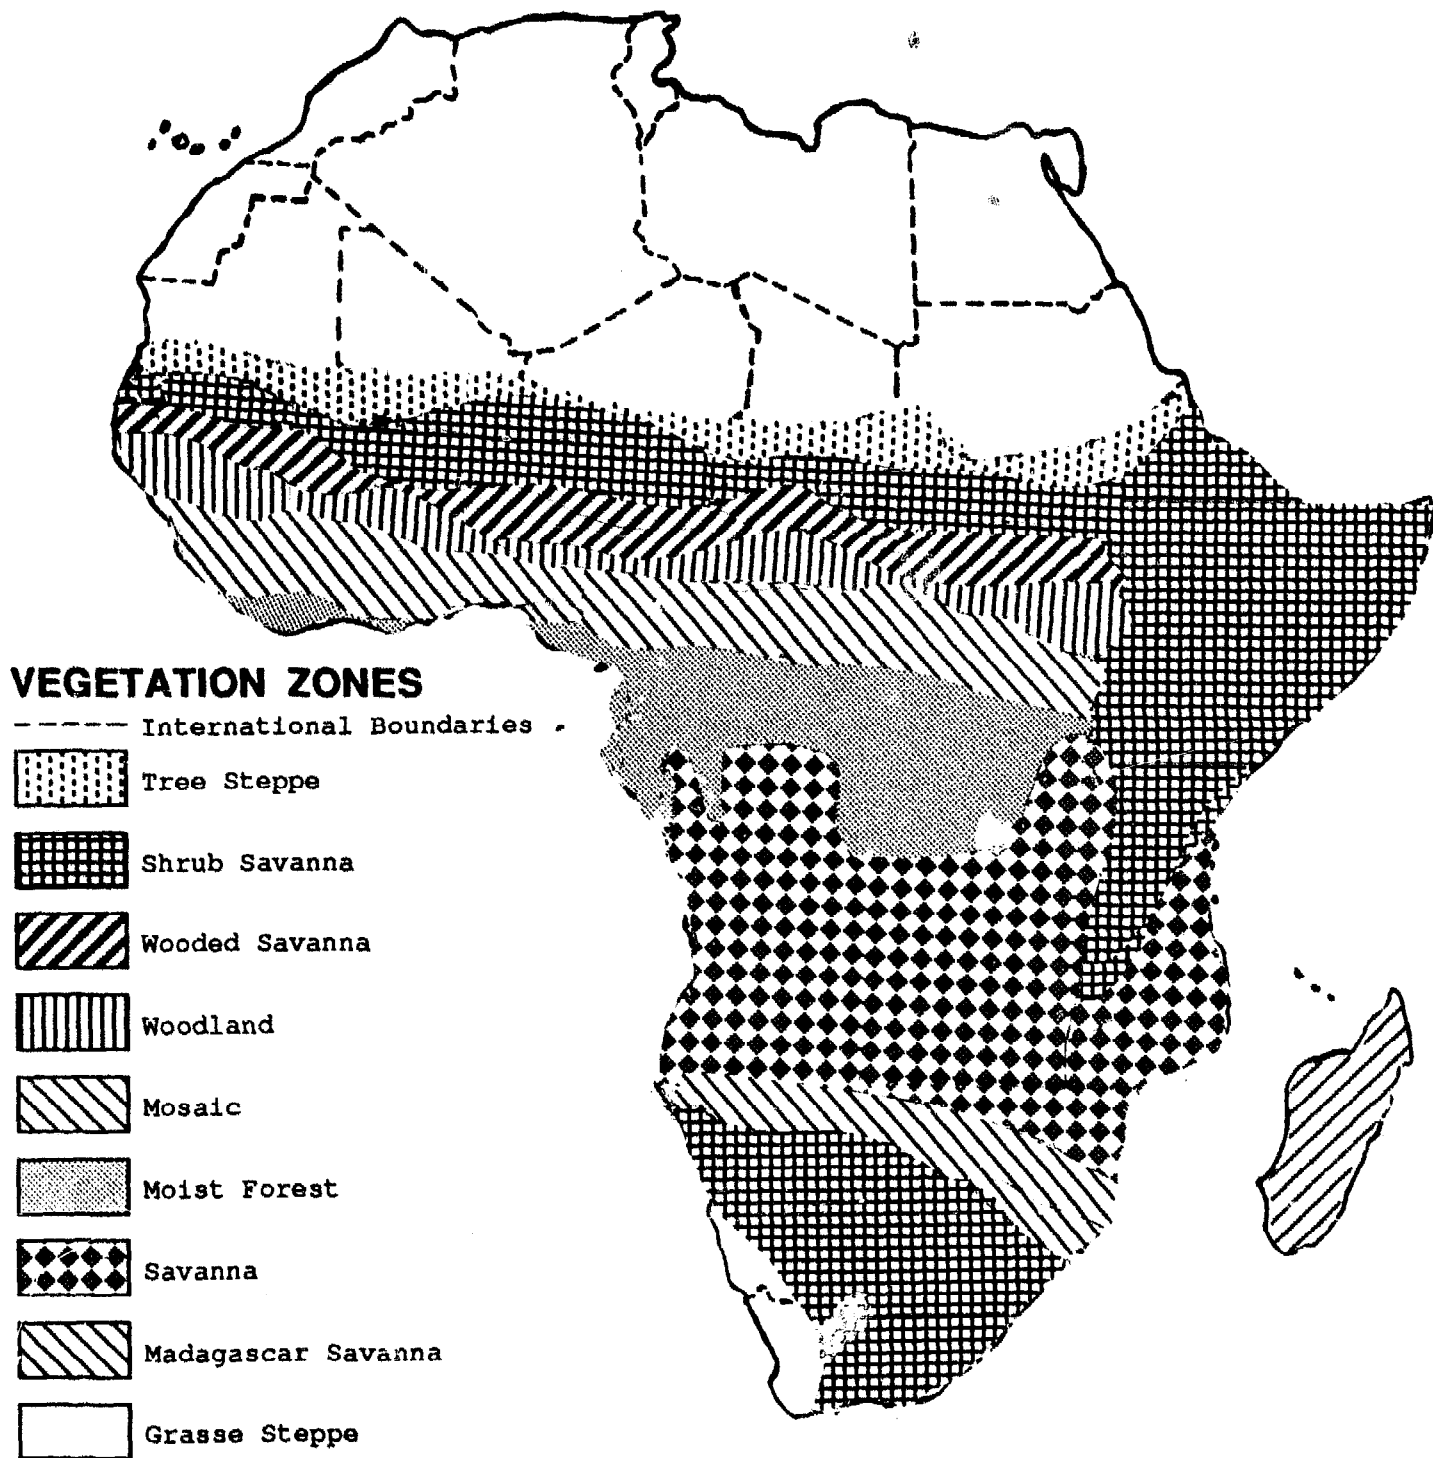 VEGETATION ZONES
International Boundaries
Tree Steppe
Shrub Savanna
Wooded Savanna
Woodland
Mosaic
Moist Forest
Savanna
Madagascar Savanna
Grasse Steppe